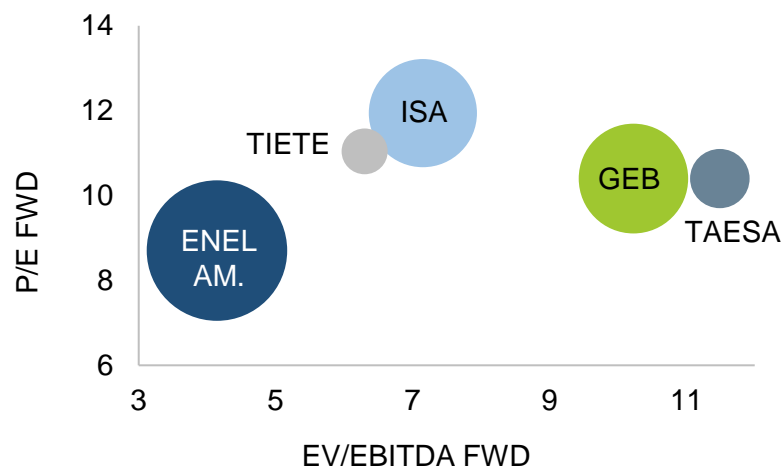 14
12
10
8
6
P/E FWD
ISA
TIETE
GEB
TAESA
ENEL
AM.
3
5
7
9
11
EV/EBITDA FWD